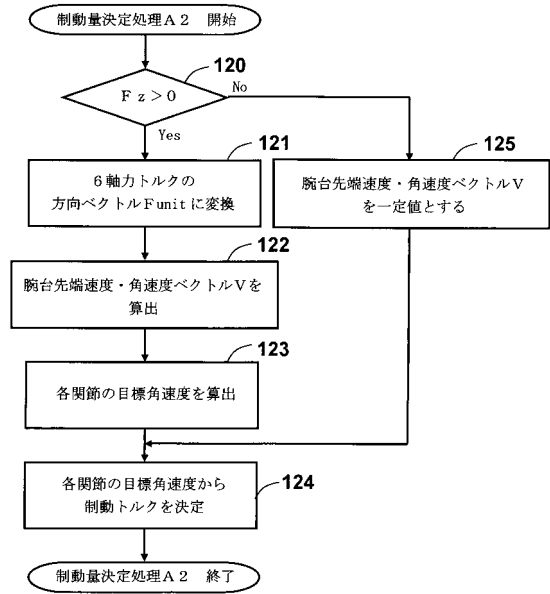 制動量決定処理A2 開始
120
Fz>0
No
Yes
121
6軸力トルクの
方向ベクトルFunitに変換
125
腕台先端速度・角速度ベクトルV
を一定値とする
122
腕台先端速度・角速度ベクトルVを
算出
123
各関節の目標角速度を算出
各関節の目標角速度から
制動トルクを決定
124
制動量決定処理A2 終了